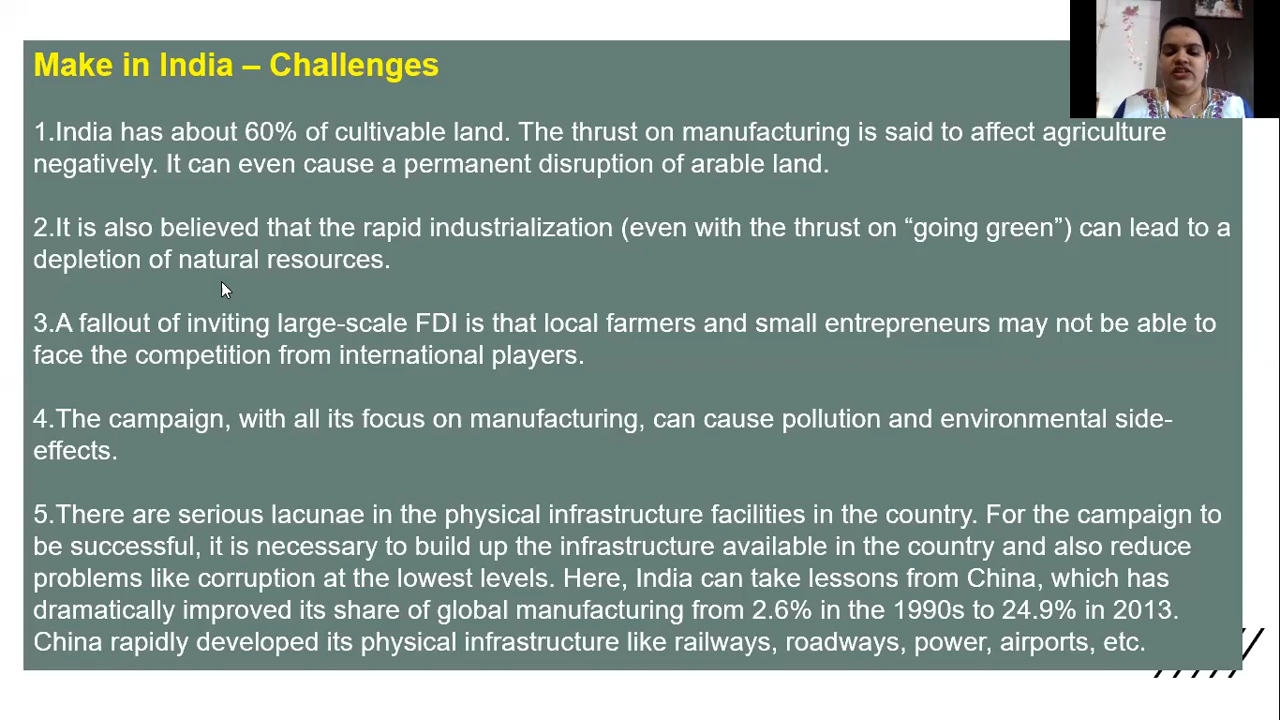 Make in India – Challenges
1.India has about 60% of cultivable land. The thrust on manufacturing is said to affect agriculture
negatively. It can even cause a permanent disruption of arable land.
2.It is also believed that the rapid industrialization (even with the thrust on “going green”) can lead to a
depletion of natural resources.
3.A fallout of inviting large-scale FDI is that local farmers and small entrepreneurs may not be able to
face the competition from international players.
4.The campaign, with all its focus on manufacturing, can cause pollution and environmental side-
effects.
5.There are serious lacunae in the physical infrastructure facilities in the country. For the campaign to
be successful, it is necessary to build up the infrastructure available in the country and also reduce
problems like corruption at the lowest levels. Here, India can take lessons from China, which has
dramatically improved its share of global manufacturing from 2.6% in the 1990s to 24.9% in 2013.
China rapidly developed its physical infrastructure like railways, roadways, power, airports, etc.